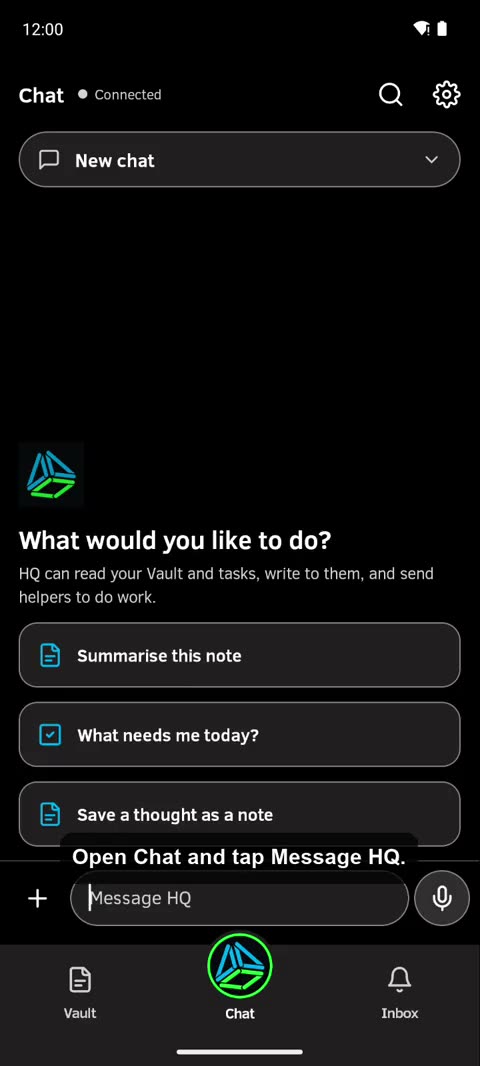 12:00
Chat
Connected
New chat
What would you like to do?
HQ can read your Vault and tasks, write to them, and send
helpers to do work.
Summarise this note
What needs me today?
Save a thought as a note
Open Chat and tap Message HQ.
Message HQ
Vault
Chat
Inbox